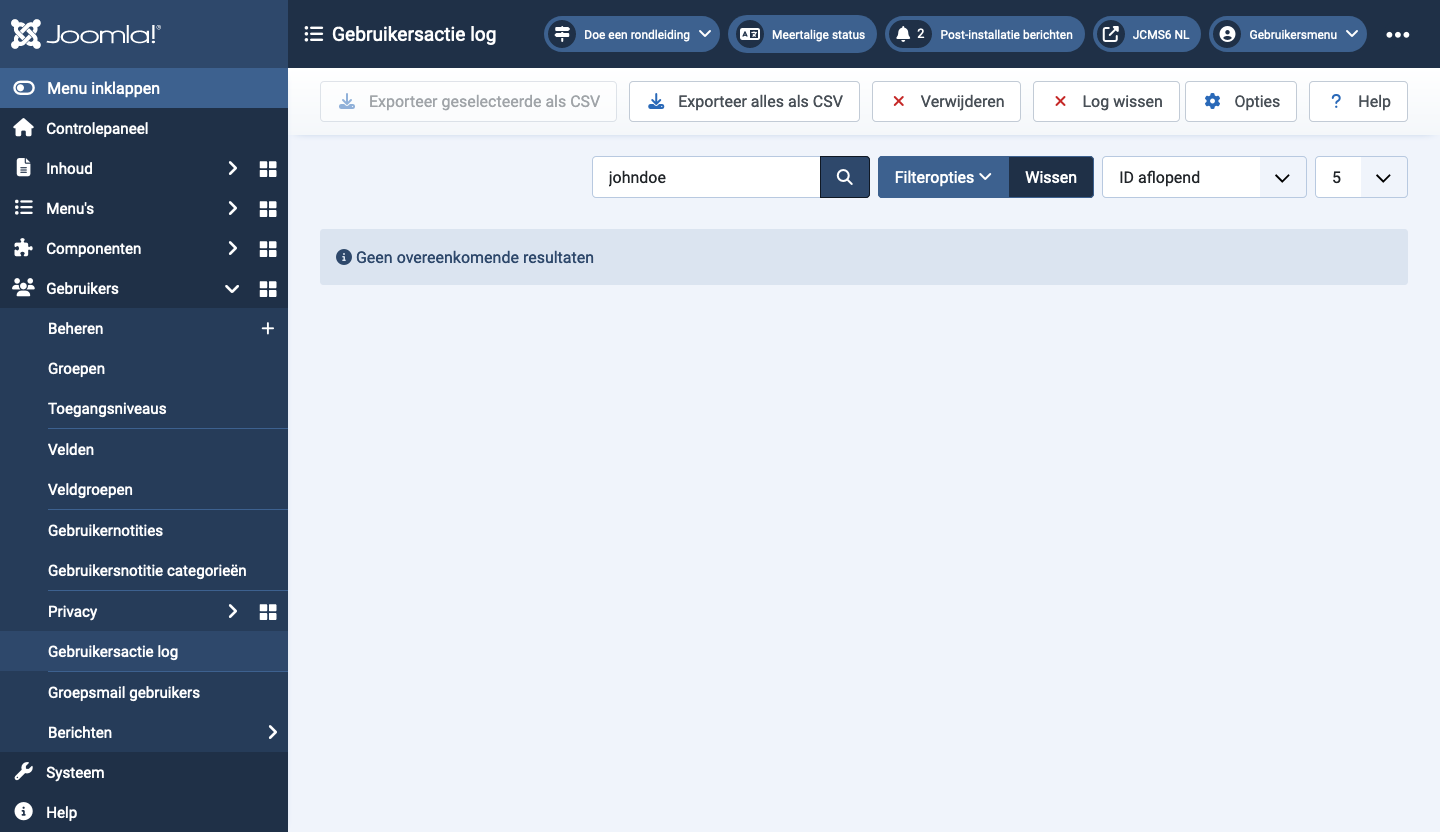 Joomla!®
Gebruikersactie log
Doe een rondleiding
Meertalige status
2 Post-installatie berichten
JCMS6 NL
Gebruikersmenu
Menu inklappen
Controlepaneel
Inhoud
Menu's
Componenten
Gebruikers
Beheren
Groepen
Toegangsniveaus
Velden
Veldgroepen
Gebruikernotities
Gebruikersnotitie categorieën
Privacy
Gebruikersactie log
Groepsmail gebruikers
Berichten
Systeem
Help
Exporteer geselecteerde als CSV
Exporteer alles als CSV
Verwijderen
Log wissen
Opties
Help
johndoe
Filteropties
Wissen
ID aflopend
5
Geen overeenkomende resultaten